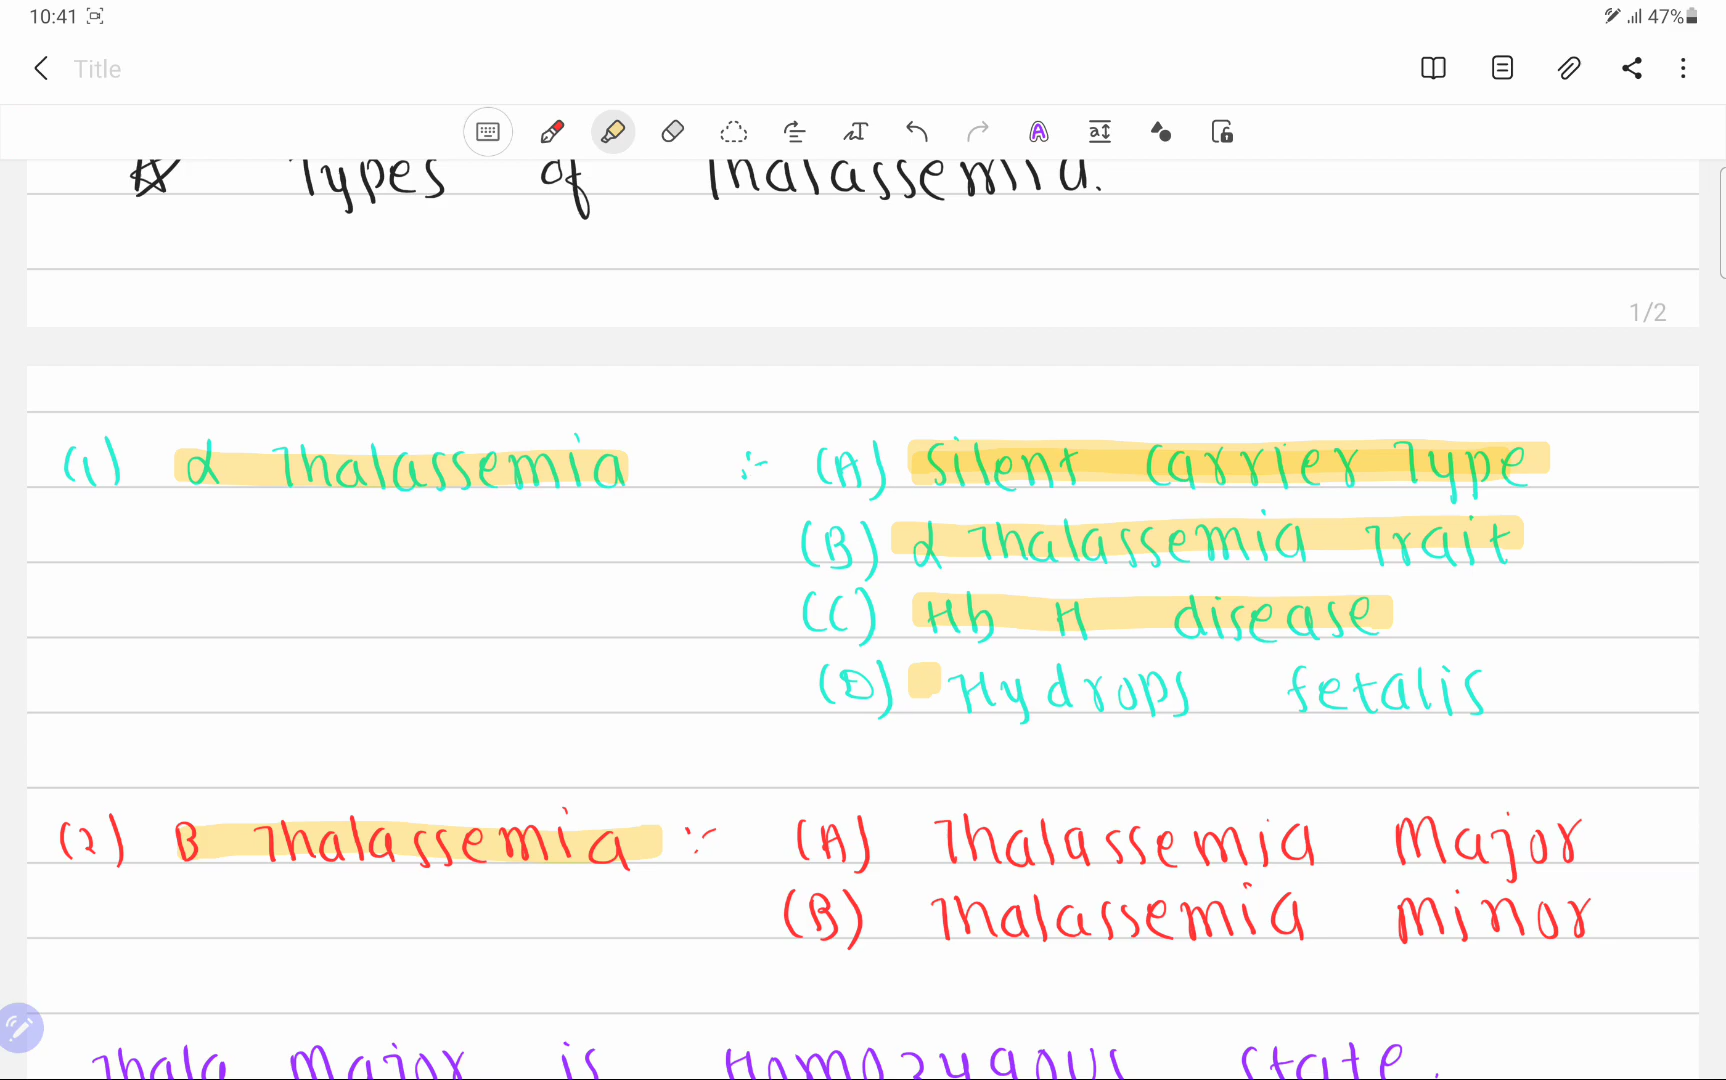 10:41 47%
Title
☆ Types of Thalassemia.
1/2
(1) α Thalassemia :- (A) Silent Carrier Type
(B) α Thalassemia Trait
(C) Hb H disease
(D) Hydrops fetalis
(2) B Thalassemia :- (A) Thalassemia Major
(B) Thalassemia Minor
Thala Major is Homozygous state.